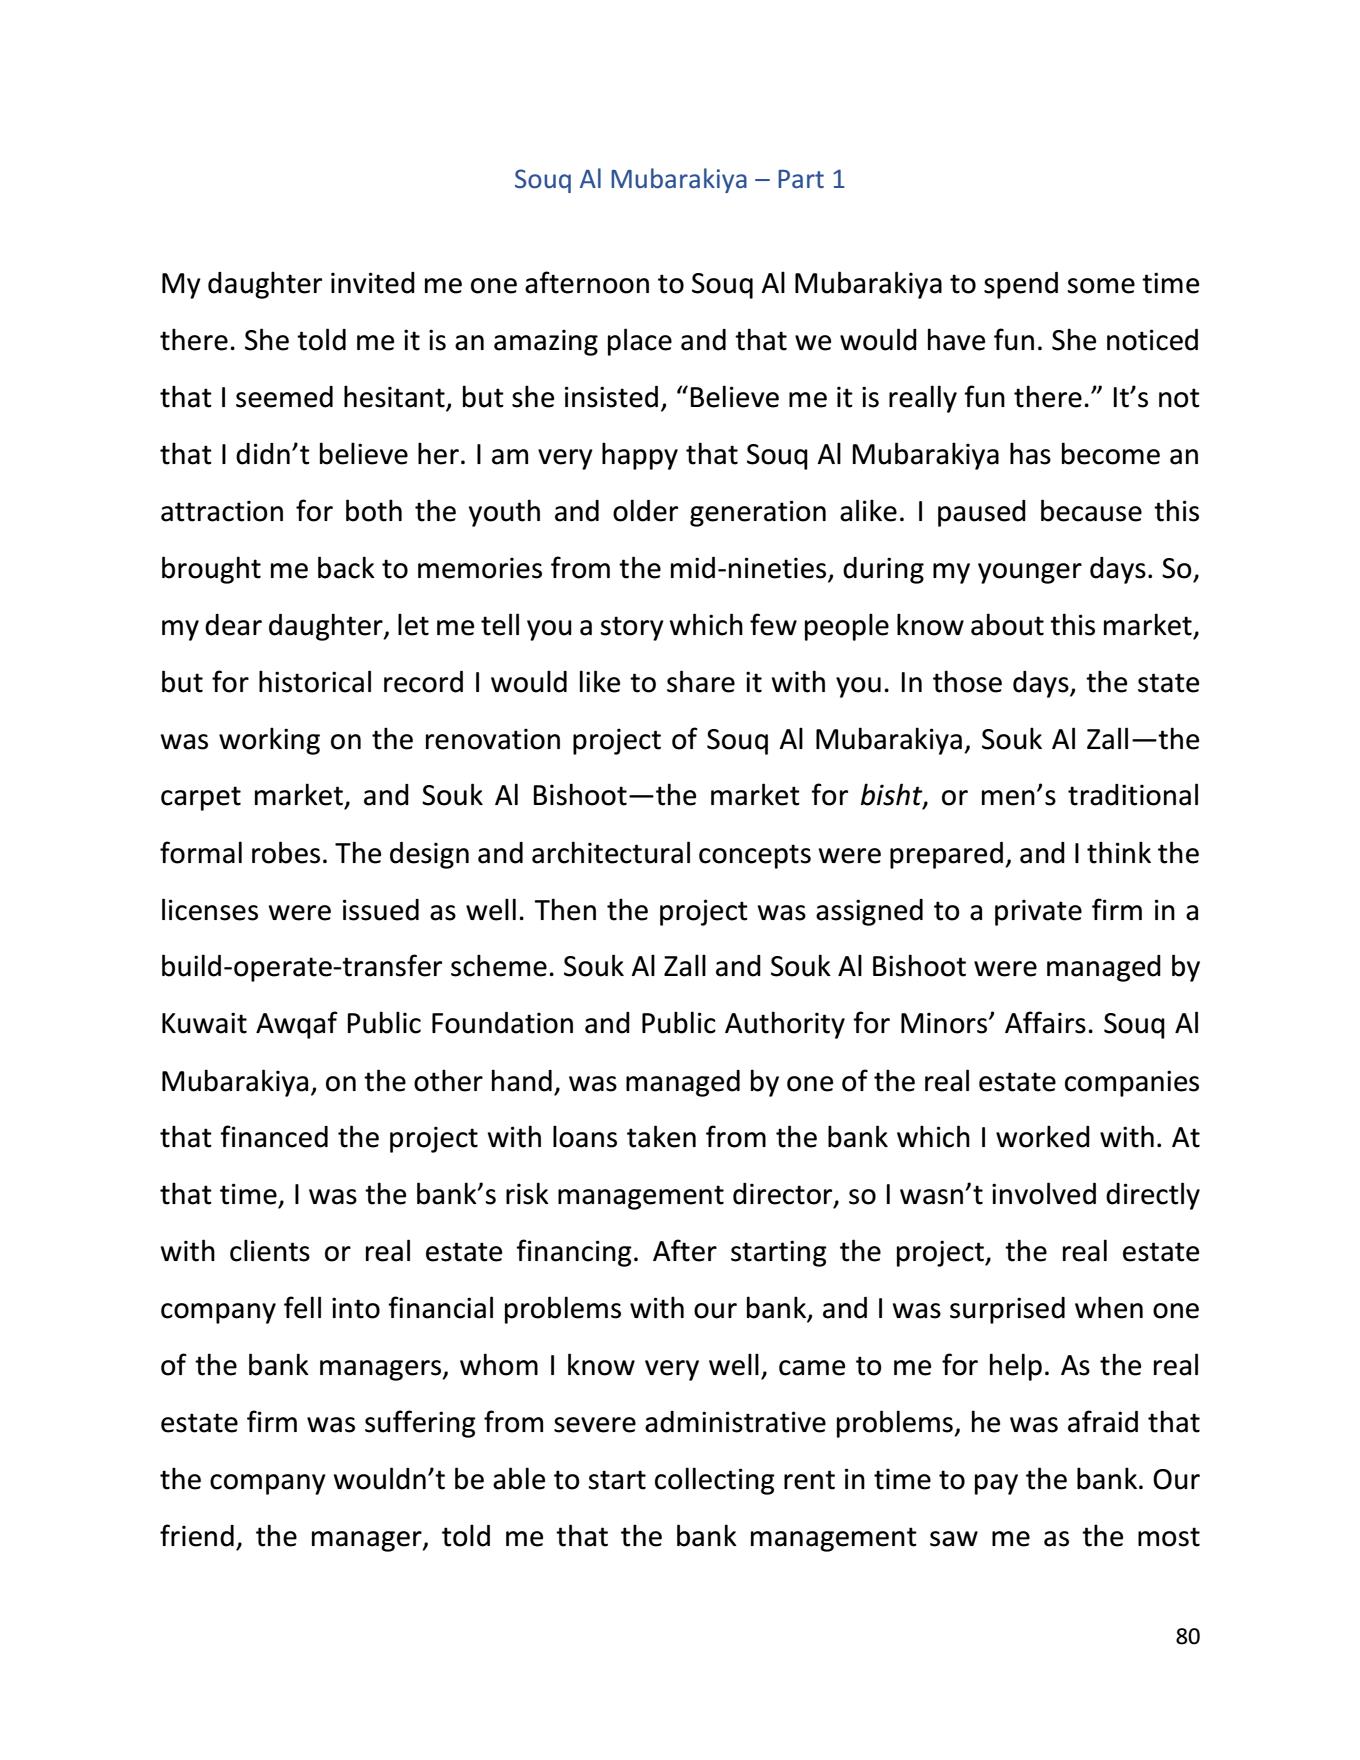 Souq Al Mubarakiya – Part 1
My daughter invited me one afternoon to Souq Al Mubarakiya to spend some time
there. She told me it is an amazing place and that we would have fun. She noticed
that I seemed hesitant, but she insisted, “Believe me it is really fun there.” It’s not
that I didn’t believe her. I am very happy that Souq Al Mubarakiya has become an
attraction for both the youth and older generation alike. I paused because this
brought me back to memories from the mid-nineties, during my younger days. So,
my dear daughter, let me tell you a story which few people know about this market,
but for historical record I would like to share it with you. In those days, the state
was working on the renovation project of Souq Al Mubarakiya, Souk Al Zall—the
carpet market, and Souk Al Bishoot—the market for bisht, or men’s traditional
formal robes. The design and architectural concepts were prepared, and I think the
licenses were issued as well. Then the project was assigned to a private firm in a
build-operate-transfer scheme. Souk Al Zall and Souk Al Bishoot were managed by
Kuwait Awqaf Public Foundation and Public Authority for Minors’ Affairs. Souq Al
Mubarakiya, on the other hand, was managed by one of the real estate companies
that financed the project with loans taken from the bank which I worked with. At
that time, I was the bank’s risk management director, so I wasn’t involved directly
with clients or real estate financing. After starting the project, the real estate
company fell into financial problems with our bank, and I was surprised when one
of the bank managers, whom I know very well, came to me for help. As the real
estate firm was suffering from severe administrative problems, he was afraid that
the company wouldn’t be able to start collecting rent in time to pay the bank. Our
friend, the manager, told me that the bank management saw me as the most
80